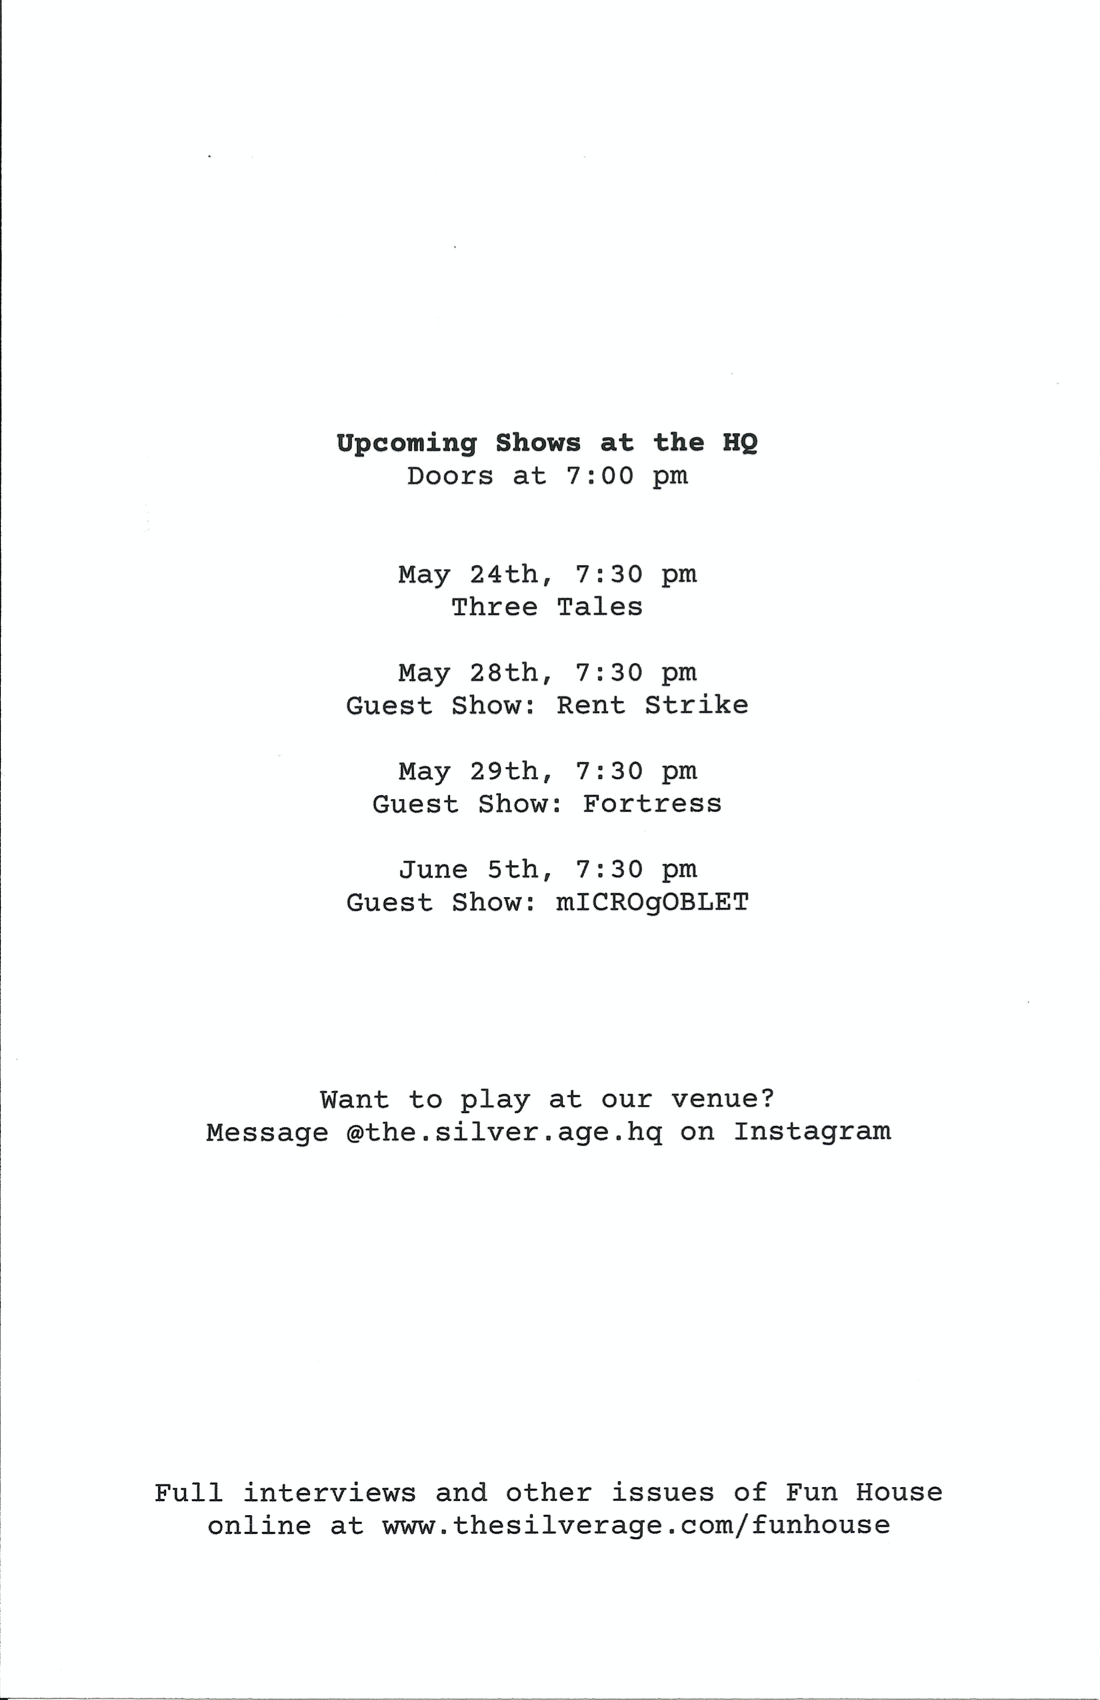 Upcoming Shows at the HQ
Doors at 7:00 pm
May 24th, 7:30 pm
Three Tales
May 28th, 7:30 pm
Guest Show: Rent Strike
May 29th, 7:30 pm
Guest Show: Fortress
June 5th, 7:30 pm
Guest Show: mICROgOBLET
Want to play at our venue?
Message @the.silver.age.hq on Instagram
Full interviews and other issues of Fun House
online at www.thesilverage.com/funhouse